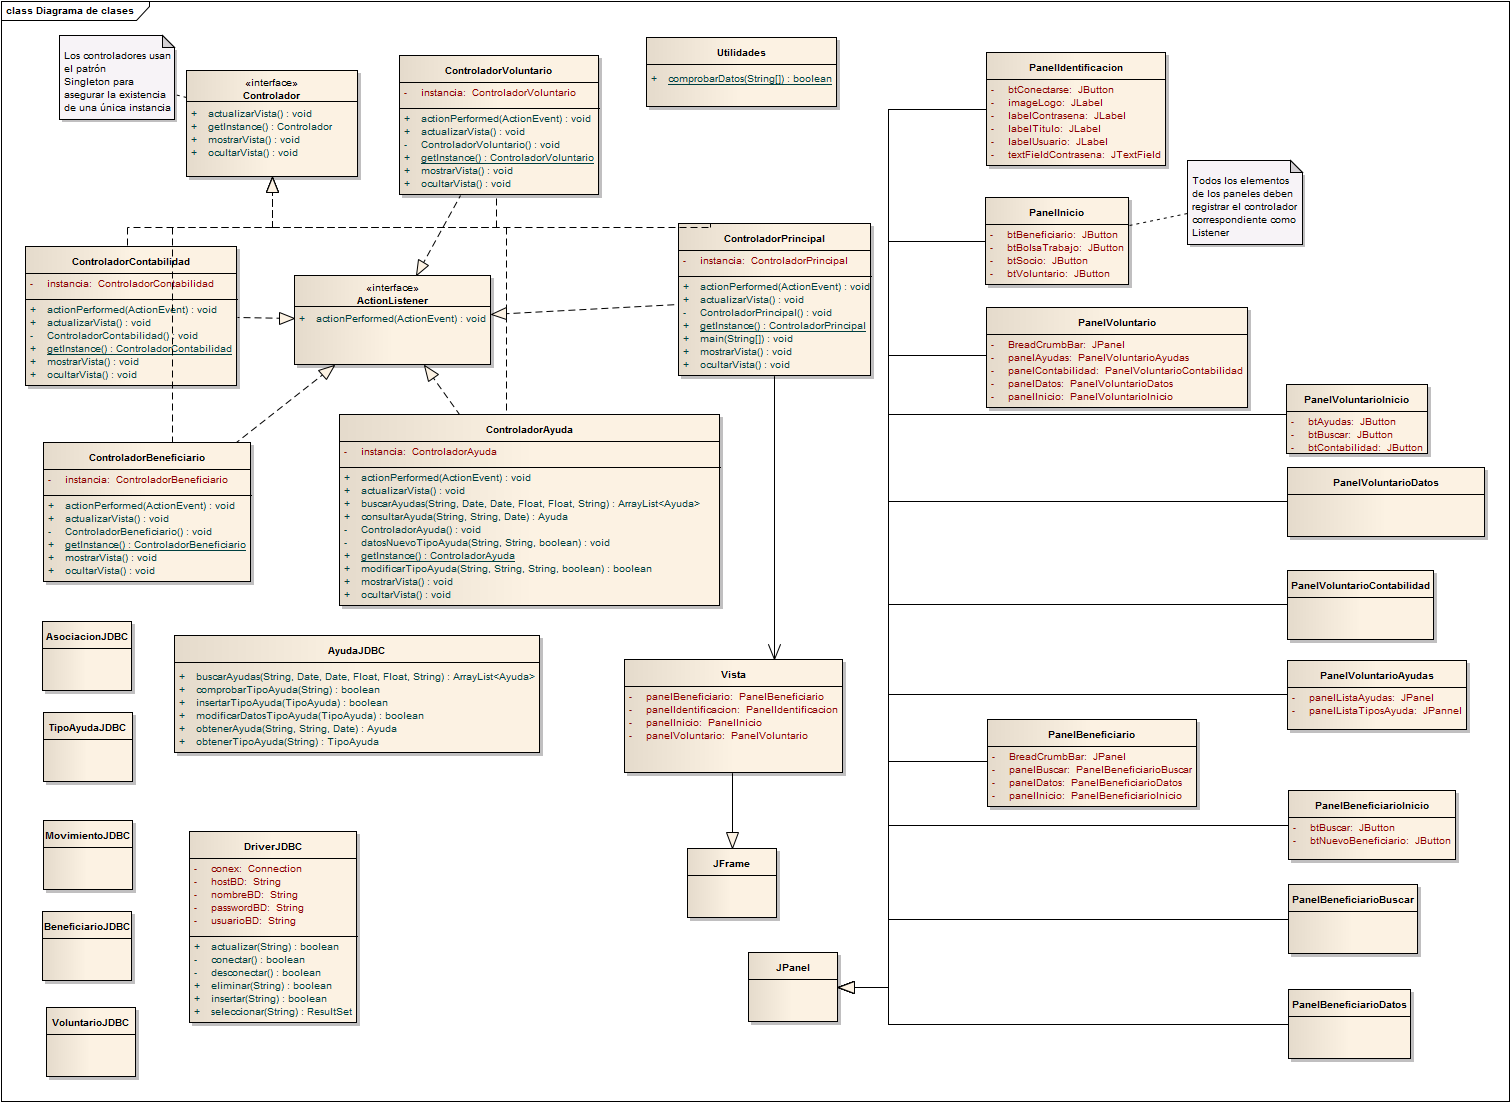 class Diagrama de clases
Los controladores usan
el patrón
Singleton para
asegurar la existencia
de una única instancia
«interface»
Controlador
+ actualizarVista() : void
+ getInstance() : Controlador
+ mostrarVista() : void
+ ocultarVista() : void
ControladorVoluntario
- instancia: ControladorVoluntario
+ actionPerformed(ActionEvent) : void
+ actualizarVista() : void
- ControladorVoluntario() : void
+ getInstance() : ControladorVoluntario
+ mostrarVista() : void
+ ocultarVista() : void
Utilidades
+ comprobarDatos(String[]) : boolean
PanelIdentificacion
- btConectarse: JButton
- imageLogo: JLabel
- labelContrasena: JLabel
- labelTitulo: JLabel
- labelUsuario: JLabel
- textFieldContrasena: JTextField
Todos los elementos
de los paneles deben
registrar el controlador
correspondiente como
Listener
PanelInicio
- btBeneficiario: JButton
- btBolsaTrabajo: JButton
- btSocio: JButton
- btVoluntario: JButton
ControladorContabilidad
- instancia: ControladorContabilidad
+ actionPerformed(ActionEvent) : void
+ actualizarVista() : void
- ControladorContabilidad() : void
+ getInstance() : ControladorContabilidad
+ mostrarVista() : void
+ ocultarVista() : void
«interface»
ActionListener
+ actionPerformed(ActionEvent) : void
ControladorPrincipal
- instancia: ControladorPrincipal
+ actionPerformed(ActionEvent) : void
+ actualizarVista() : void
- ControladorPrincipal() : void
+ getInstance() : ControladorPrincipal
+ main(String[]) : void
+ mostrarVista() : void
+ ocultarVista() : void
PanelVoluntario
- BreadCrumbBar: JPanel
- panelAyudas: PanelVoluntarioAyudas
- panelContabilidad: PanelVoluntarioContabilidad
- panelDatos: PanelVoluntarioDatos
- panelInicio: PanelVoluntarioInicio
PanelVoluntarioInicio
- btAyudas: JButton
- btBuscar: JButton
- btContabilidad: JButton
ControladorBeneficiario
- instancia: ControladorBeneficiario
+ actionPerformed(ActionEvent) : void
+ actualizarVista() : void
- ControladorBeneficiario() : void
+ getInstance() : ControladorBeneficiario
+ mostrarVista() : void
+ ocultarVista() : void
ControladorAyuda
- instancia: ControladorAyuda
+ actionPerformed(ActionEvent) : void
+ actualizarVista() : void
+ buscarAyudas(String, Date, Date, Float, Float, String) : ArrayList<Ayuda>
+ consultarAyuda(String, String, Date) : Ayuda
- ControladorAyuda() : void
- datosNuevoTipoAyuda(String, String, boolean) : void
+ getInstance() : ControladorAyuda
+ modificarTipoAyuda(String, String, String, boolean) : boolean
+ mostrarVista() : void
+ ocultarVista() : void
PanelVoluntarioDatos
PanelVoluntarioContabilidad
AsociacionJDBC
AyudaJDBC
+ buscarAyudas(String, Date, Date, Float, Float, String) : ArrayList<Ayuda>
+ comprobarTipoAyuda(String) : boolean
+ insertarTipoAyuda(TipoAyuda) : boolean
+ modificarDatosTipoAyuda(TipoAyuda) : boolean
+ obtenerAyuda(String, String, Date) : Ayuda
+ obtenerTipoAyuda(String) : TipoAyuda
Vista
- panelBeneficiario: PanelBeneficiario
- panelIdentificacion: PanelIdentificacion
- panelInicio: PanelInicio
- panelVoluntario: PanelVoluntario
PanelVoluntarioAyudas
- panelListaAyudas: JPanel
- panelListaTiposAyuda: JPannel
TipoAyudaJDBC
PanelBeneficiario
- BreadCrumbBar: JPanel
- panelBuscar: PanelBeneficiarioBuscar
- panelDatos: PanelBeneficiarioDatos
- panelInicio: PanelBeneficiarioInicio
PanelBeneficiarioInicio
- btBuscar: JButton
- btNuevoBeneficiario: JButton
MovimientoJDBC
DriverJDBC
- conex: Connection
- hostBD: String
- nombreBD: String
- passwordBD: String
- usuarioBD: String
+ actualizar(String) : boolean
- conectar() : boolean
- desconectar() : boolean
+ eliminar(String) : boolean
+ insertar(String) : boolean
+ seleccionar(String) : ResultSet
JFrame
PanelBeneficiarioBuscar
BeneficiarioJDBC
JPanel
PanelBeneficiarioDatos
VoluntarioJDBC